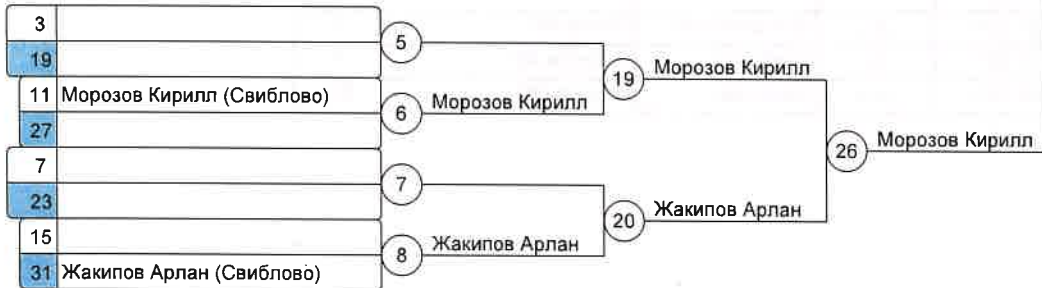 3
19
5
11 Морозов Кирилл (Свиблово)
27
6 Морозов Кирилл
19 Морозов Кирилл
7
23
7
15
31 Жакипов Арлан (Свиблово)
8 Жакипов Арлан
20 Жакипов Арлан
26 Морозов Кирилл